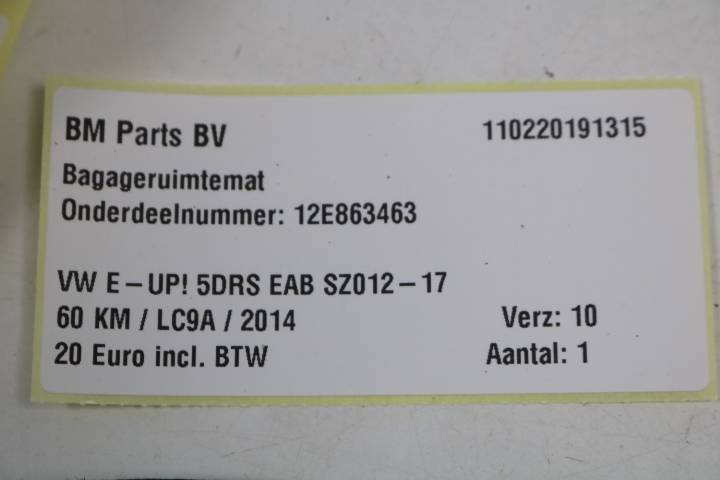 BM Parts BV 110220191315
Bagageruimtemat
Onderdeelnummer: 12E863463
VW E-UP! 5DRS EAB SZ012-17
60 KM / LC9A / 2014 Verz: 10
20 Euro incl. BTW Aantal: 1